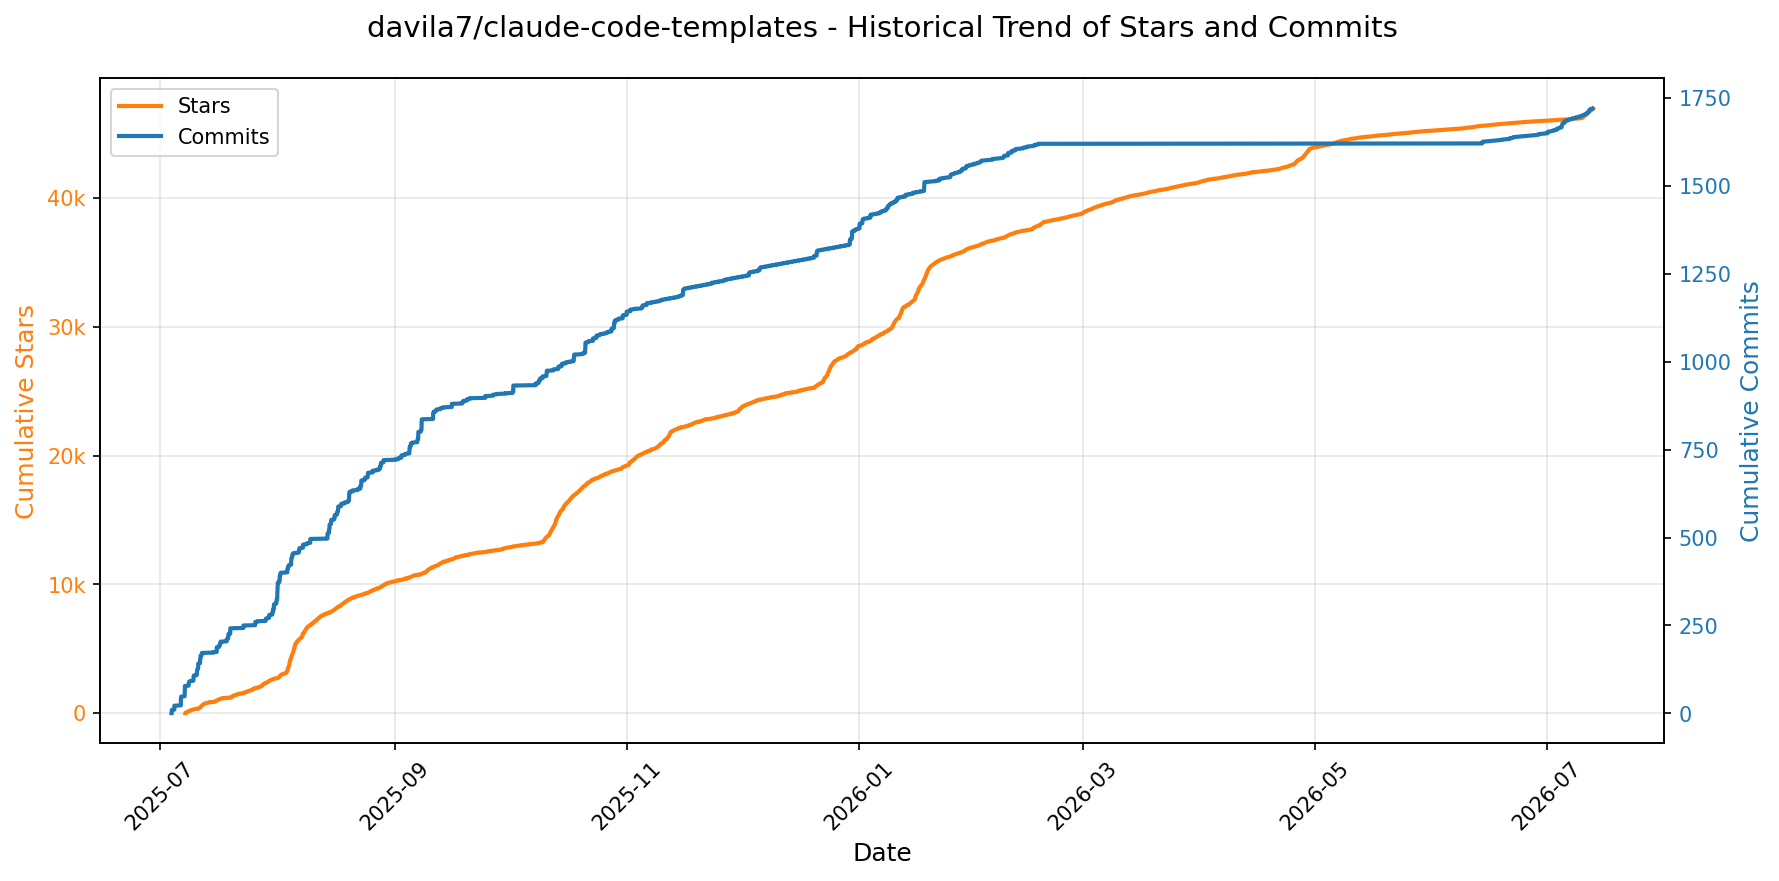 davila7/claude-code-templates - Historical Trend of Stars and Commits
Stars
Commits
Cumulative Stars
40k
30k
20k
10k
0
Cumulative Commits
1750
1500
1250
1000
750
500
250
0
2025-07
2025-09
2025-11
2026-01
2026-03
2026-05
2026-07
Date